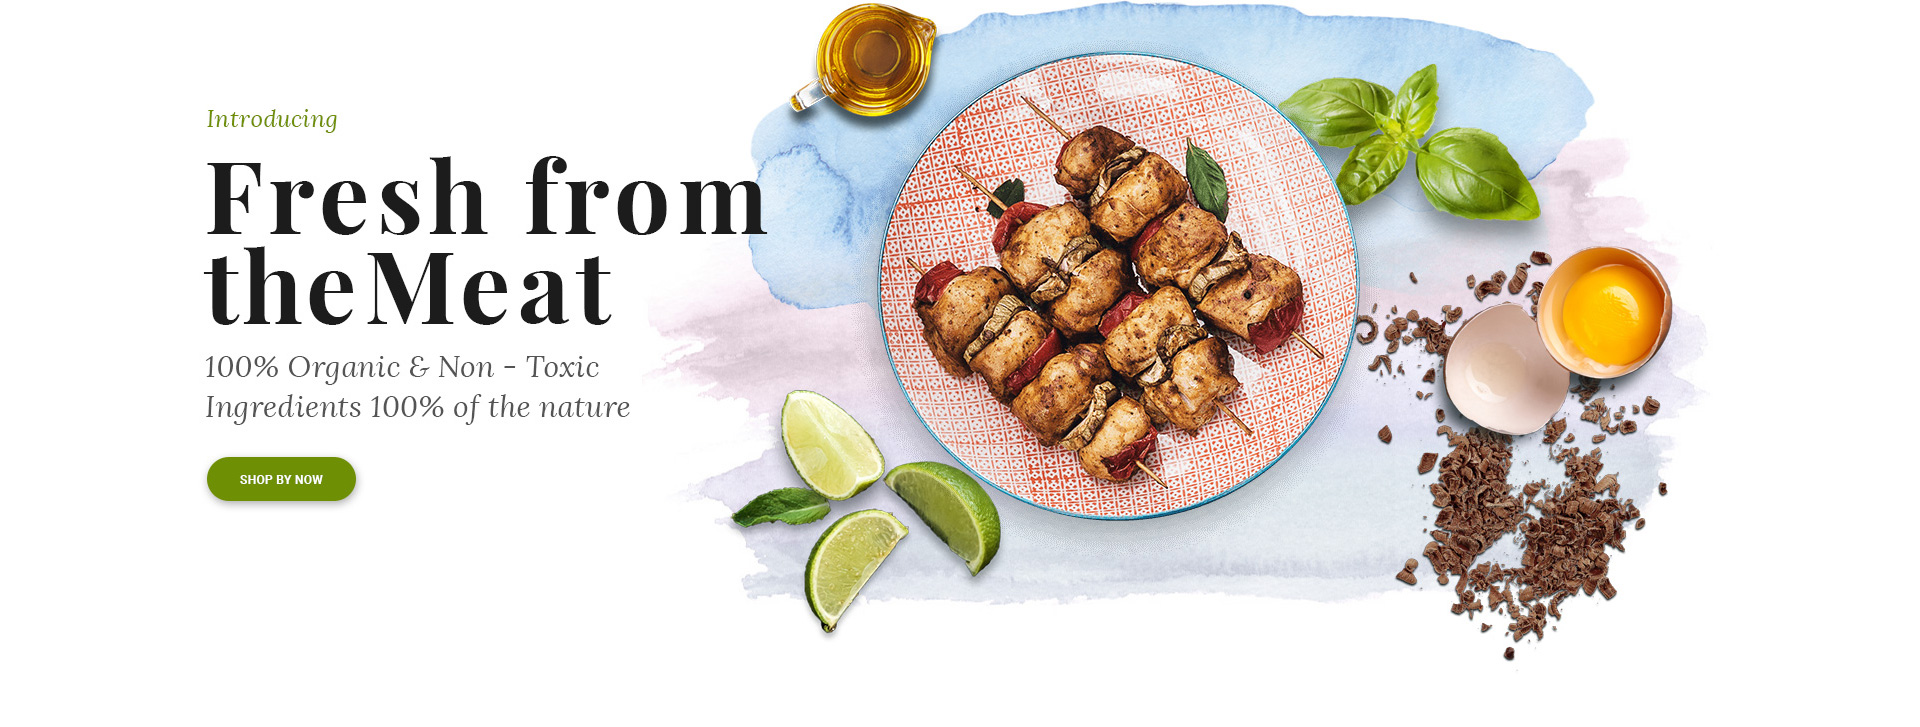 Introducing
Fresh from
theMeat
100% Organic & Non - Toxic
Ingredients 100% of the nature
SHOP BY NOW